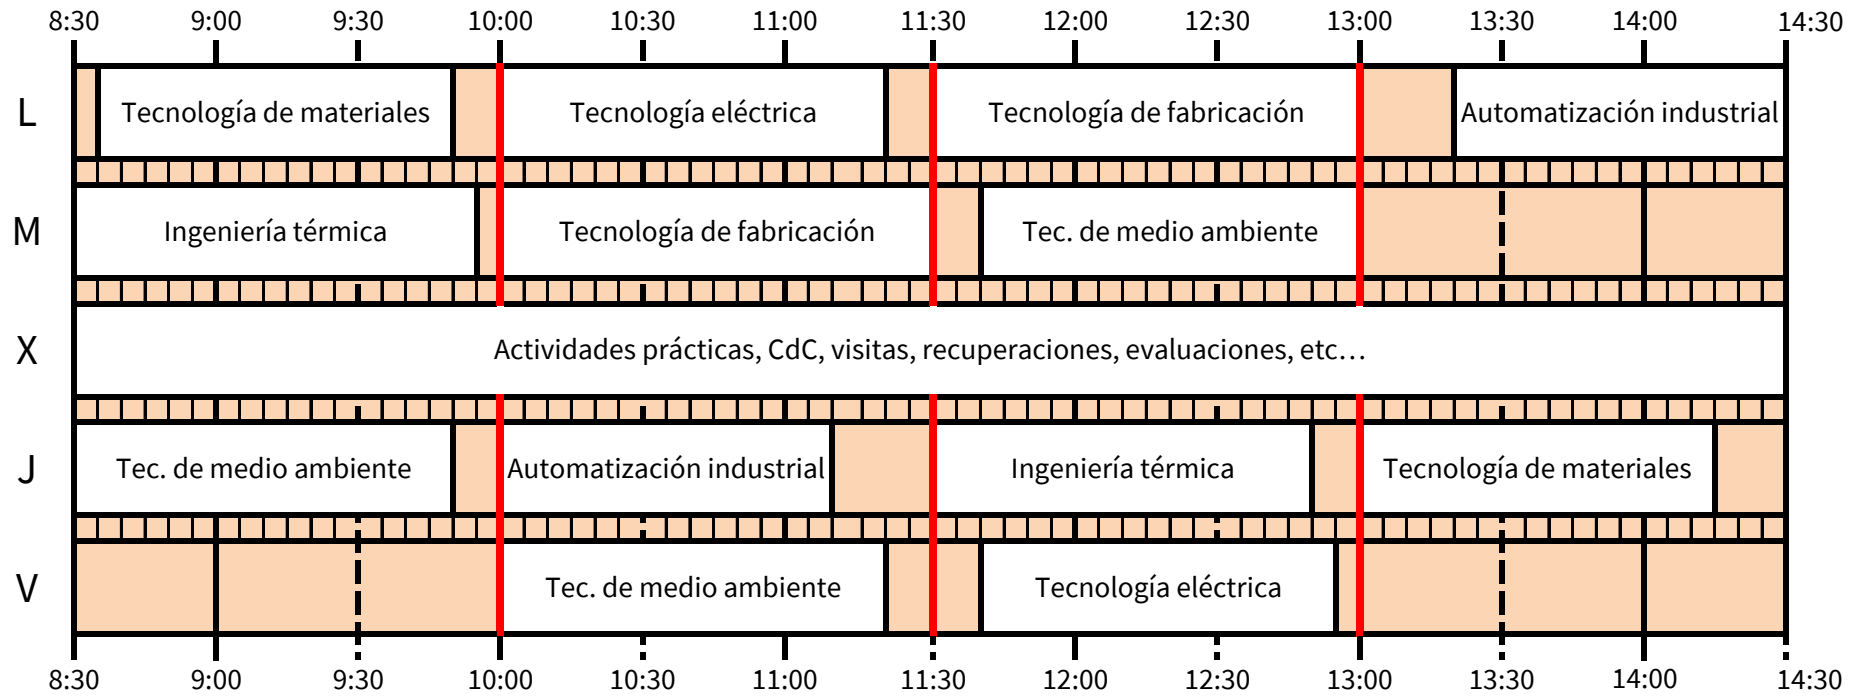 8:30 9:00 9:30 10:00 10:30 11:00 11:30 12:00 12:30 13:00 13:30 14:00 14:30
L Tecnología de materiales Tecnología eléctrica Tecnología de fabricación Automatización industrial
M Ingeniería térmica Tecnología de fabricación Tec. de medio ambiente
X Actividades prácticas, CdC, visitas, recuperaciones, evaluaciones, etc…
J Tec. de medio ambiente Automatización industrial Ingeniería térmica Tecnología de materiales
V Tec. de medio ambiente Tecnología eléctrica
8:30 9:00 9:30 10:00 10:30 11:00 11:30 12:00 12:30 13:00 13:30 14:00 14:30